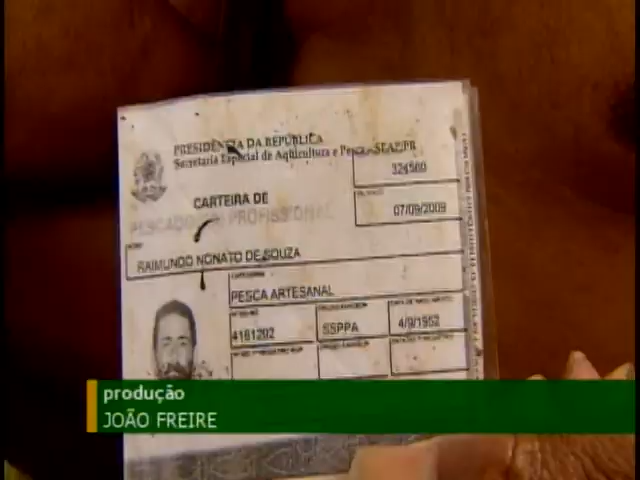 PRESIDÊNCIA DA REPÚBLICA
Secretaria Especial de Aqüicultura e Pesca-SEAP/PR
324560
CARTEIRA DE
PESCADOR PROFISSIONAL
07/09/2009
RAIMUNDO NONATO DE SOUZA
PESCA ARTESANAL
4161202
SSPPA
4/9/1952
produção
JOÃO FREIRE